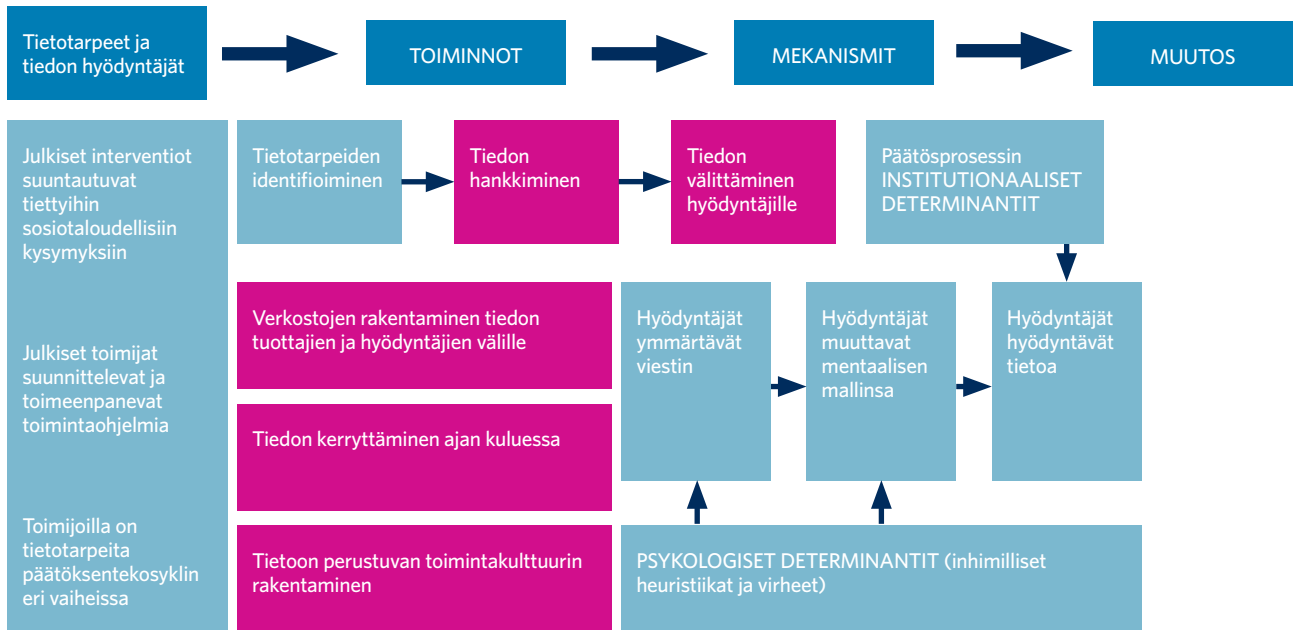 Tietotarpeet ja
tiedon hyödyntäjät
TOIMINNOT
MEKANISMIT
MUUTOS
Julkiset interventiot
suuntautuvat
tiettyihin
sosiotaloudellisiin
kysymyksiin
Julkiset toimijat
suunnittelevat ja
toimeenpanevat
toimintaohjelmia
Toimijoilla on
tietotarpeita
päätöksentekosyklin
eri vaiheissa
Tietotarpeiden
identifioiminen
Tiedon
hankkiminen
Tiedon
välittäminen
hyödyntäjille
Päätösprosessin
INSTITUTIONAALISET
DETERMINANTIT
Verkostojen rakentaminen tiedon
tuottajien ja hyödyntäjien välille
Tiedon kerryttäminen ajan kuluessa
Tietoon perustuvan toimintakulttuurin
rakentaminen
Hyödyntäjät
ymmärtävät
viestin
Hyödyntäjät
muuttavat
mentaalisen
mallinsa
Hyödyntäjät
hyödyntävät
tietoa
PSYKOLOGISET DETERMINANTIT (inhimilliset
heuristiikat ja virheet)